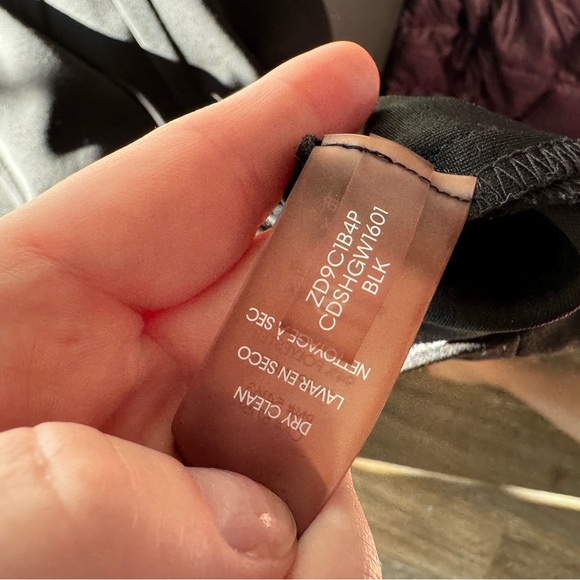 ZD9C1B4P
CDSHGW1601
BLK
DRY CLEAN
LAVAR EN SECO
NETTOYAGE À SEC